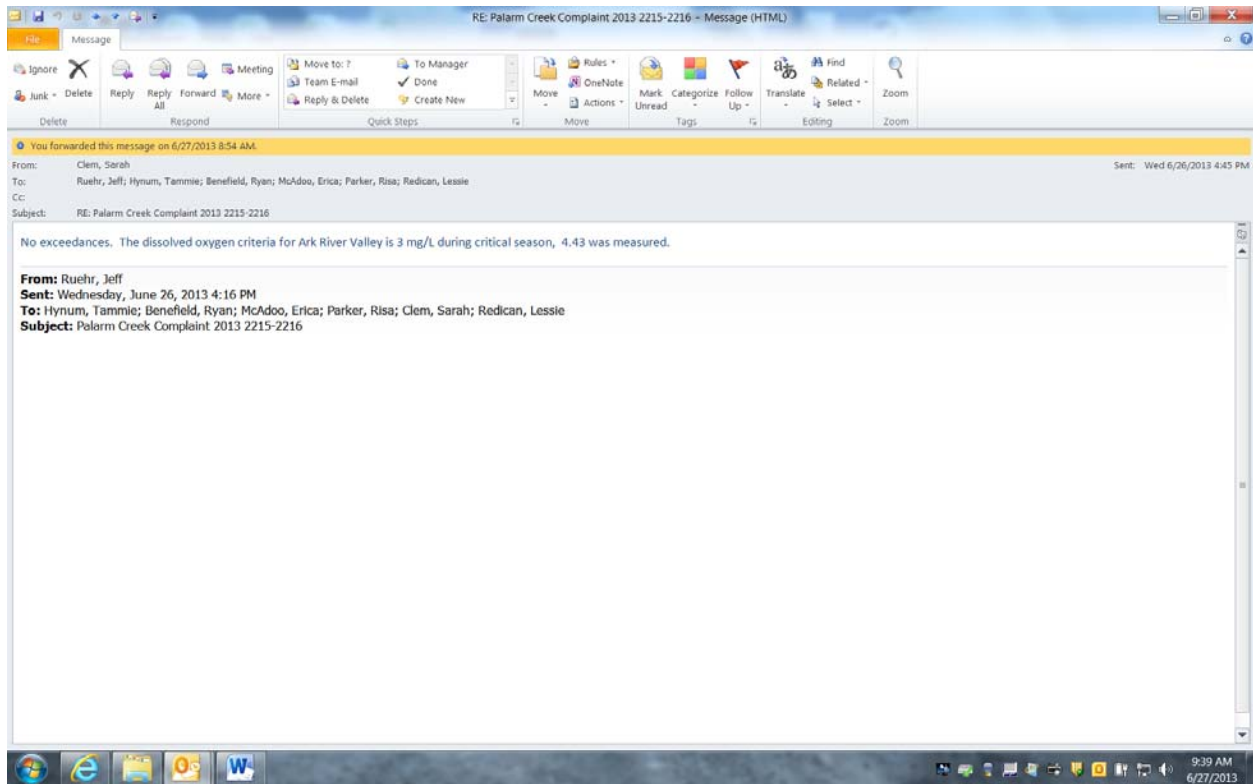 RE: Palarm Creek Complaint 2013 2215-2216 - Message (HTML)
File Message
Ignore
Junk
Delete
Reply
Reply All
Forward
Meeting
More
Move to: ?
Team E-mail
Reply & Delete
To Manager
Done
Create New
Move
Rules
OneNote
Actions
Mark Unread
Categorize
Follow Up
Translate
Find
Related
Select
Zoom
Delete Respond Quick Steps Move Tags Editing Zoom
You forwarded this message on 6/27/2013 8:54 AM.
From: Clem, Sarah Sent: Wed 6/26/2013 4:45 PM
To: Ruehr, Jeff; Hynum, Tammie; Benefield, Ryan; McAdoo, Erica; Parker, Risa; Redican, Lessie
Cc:
Subject: RE: Palarm Creek Complaint 2013 2215-2216
No exceedances. The dissolved oxygen criteria for Ark River Valley is 3 mg/L during critical season, 4.43 was measured.
From: Ruehr, Jeff
Sent: Wednesday, June 26, 2013 4:16 PM
To: Hynum, Tammie; Benefield, Ryan; McAdoo, Erica; Parker, Risa; Clem, Sarah; Redican, Lessie
Subject: Palarm Creek Complaint 2013 2215-2216
9:39 AM
6/27/2013